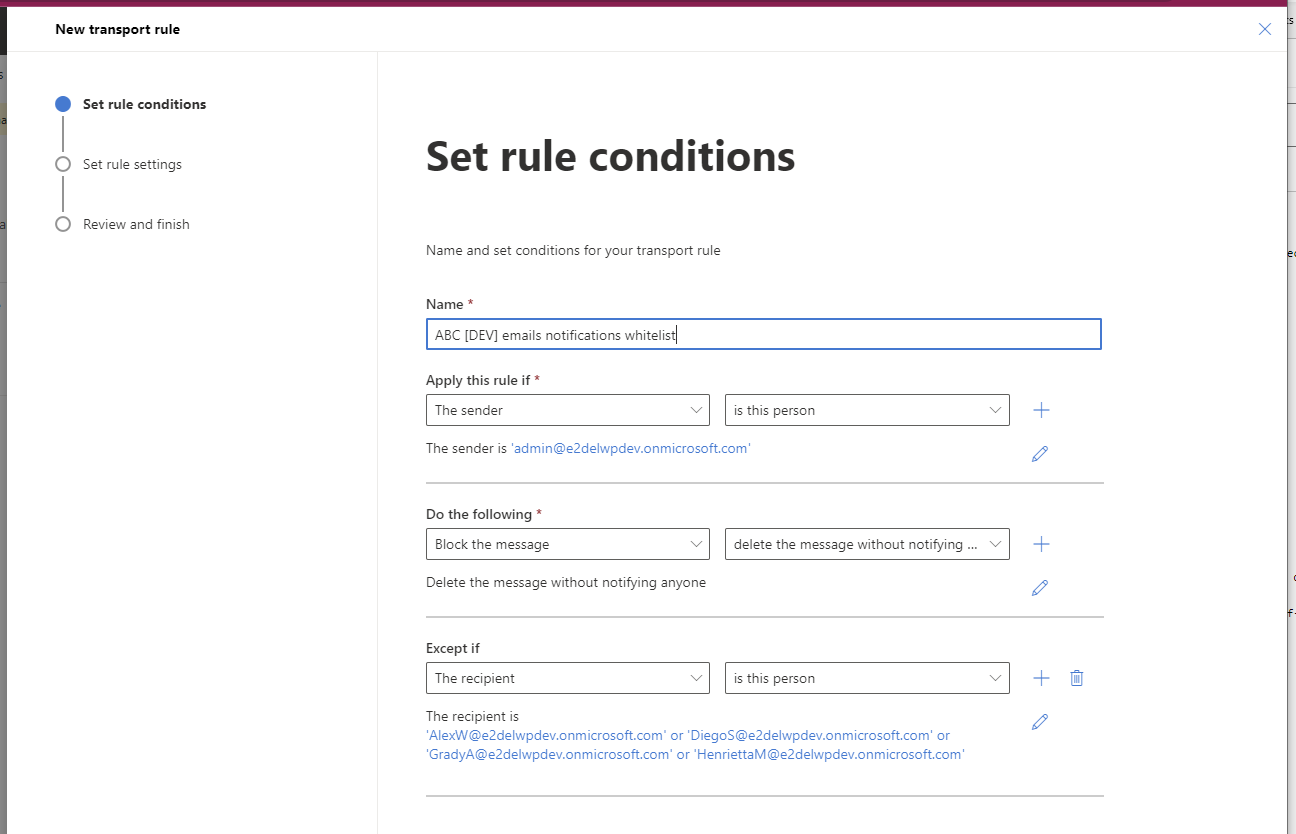 New transport rule
Set rule conditions
Set rule settings
Review and finish
Set rule conditions
Name and set conditions for your transport rule
Name *
ABC [DEV] emails notifications whitelist
Apply this rule if *
The sender
is this person
The sender is 'admin@e2delwpdev.onmicrosoft.com'
Do the following *
Block the message
delete the message without notifying ...
Delete the message without notifying anyone
Except if
The recipient
is this person
The recipient is
'AlexW@e2delwpdev.onmicrosoft.com' or 'DiegoS@e2delwpdev.onmicrosoft.com' or
'GradyA@e2delwpdev.onmicrosoft.com' or 'HenriettaM@e2delwpdev.onmicrosoft.com'